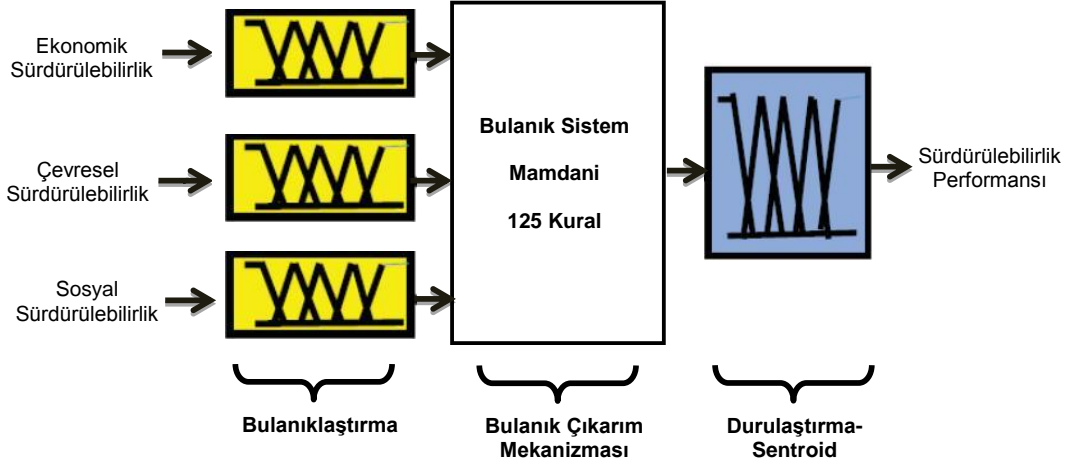 Ekonomik
Sürdürülebilirlik
Çevresel
Sürdürülebilirlik
Sosyal
Sürdürülebilirlik
Bulanık Sistem
Mamdani
125 Kural
Sürdürülebilirlik
Performansı
Bulanıklaştırma
Bulanık Çıkarım
Mekanizması
Durulaştırma-
Sentroid